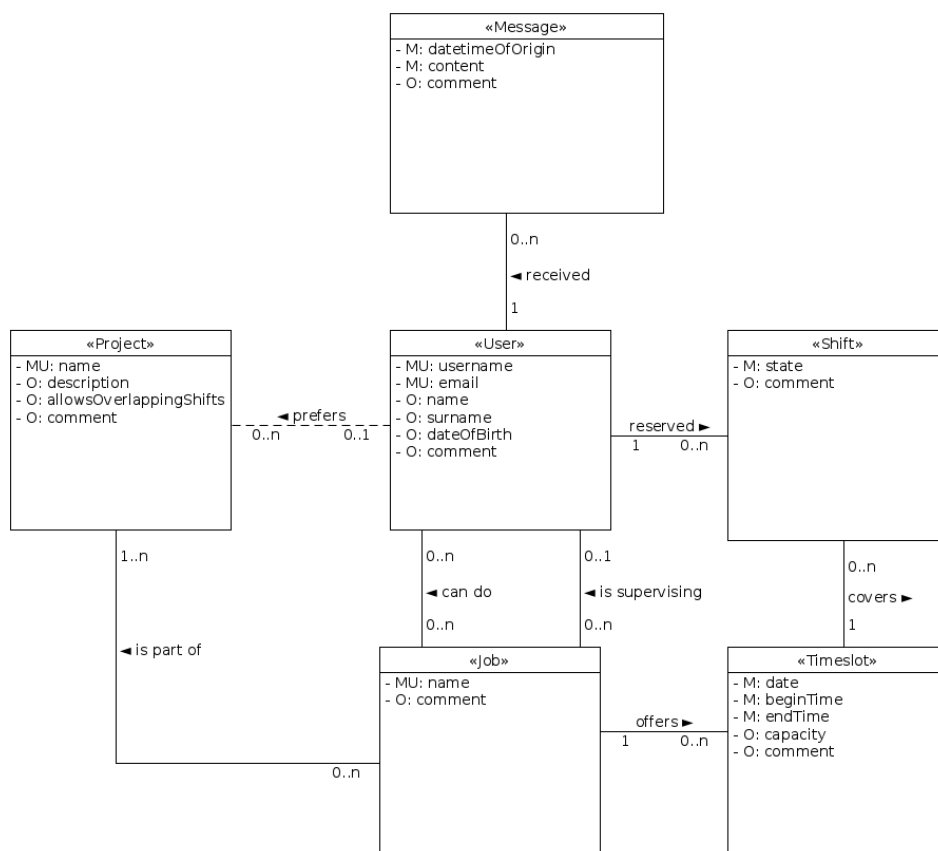 «Message»
- M: datetimeOfOrigin
- M: content
- O: comment
0..n
◄ received
1
«Project»
- MU: name
- O: description
- O: allowsOverlappingShifts
- O: comment
◄ prefers
0..n
0..1
«User»
- MU: username
- MU: email
- O: name
- O: surname
- O: dateOfBirth
- O: comment
reserved ►
1
0..n
«Shift»
- M: state
- O: comment
1..n
◄ is part of
0..n
0..n
◄ can do
0..n
0..1
◄ is supervising
0..n
0..n
covers ►
1
«Job»
- MU: name
- O: comment
offers ►
1
0..n
«Timeslot»
- M: date
- M: beginTime
- M: endTime
- O: capacity
- O: comment